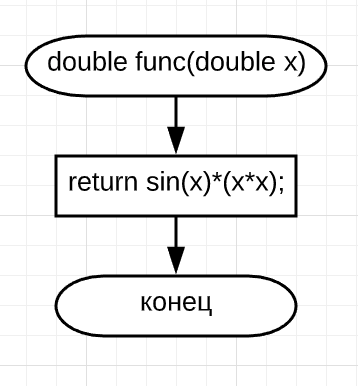 double func(double x)
return sin(x)*(x*x);
конец